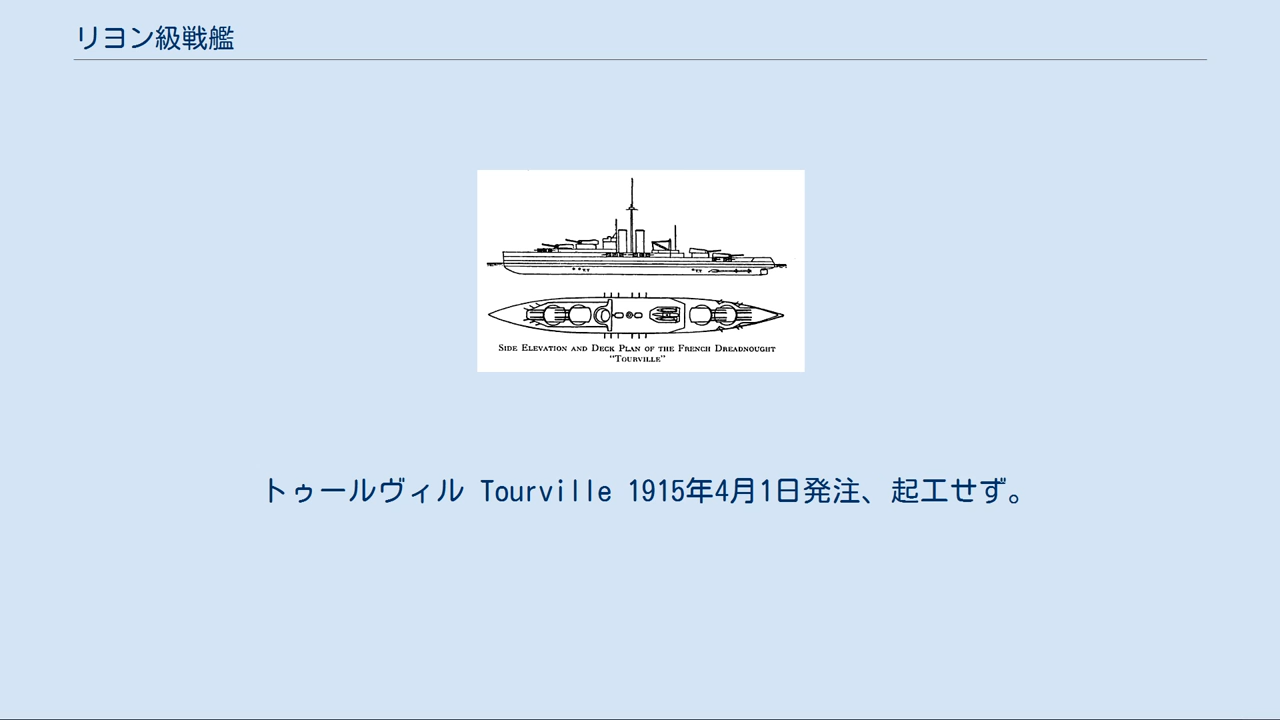 リヨン級戦艦
SIDE ELEVATION AND DECK PLAN OF THE FRENCH DREADNOUGHT
"TOURVILLE"
トゥールヴィル Tourville 1915年4月1日発注、起工せず。